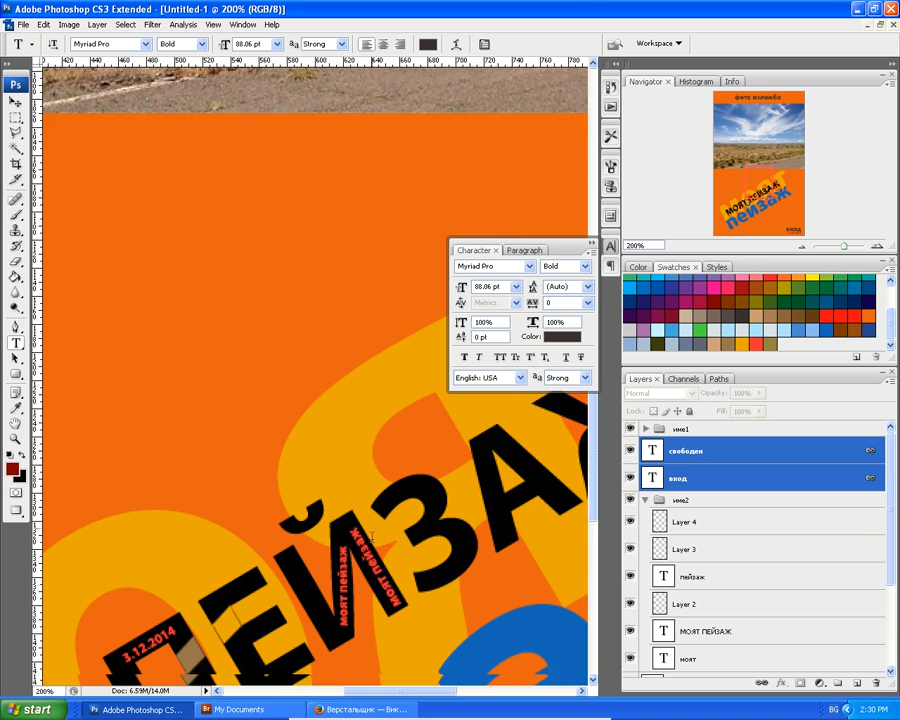 Adobe Photoshop CS3 Extended - [Untitled-1 @ 200% (RGB/8)]
File Edit Image Layer Select Filter Analysis View Window Help
T Myriad Pro Bold 88.06 pt Strong Workspace
Navigator Histogram Info
фото изложба
МОЯТ ПЕЙЗАЖ
пейзаж
вход
200%
Color Swatches Styles
Character Paragraph
Myriad Pro Bold
88.06 pt (Auto)
Metrics 0
100% 100%
0 pt Color:
English: USA Strong
Layers Channels Paths
Normal Opacity: 100%
Lock: Fill: 100%
име1
свободен
вход
име2
Layer 4
Layer 3
пейзаж
Layer 2
МОЯТ ПЕЙЗАЖ
моят
ПЕЙЗАЖ
3.12.2014
моят пейзаж
моят пейзаж
200% Doc: 6.59M/14.0M
start Adobe Photoshop CS3... My Documents Верстальщик — Вик... BG 2:30 PM